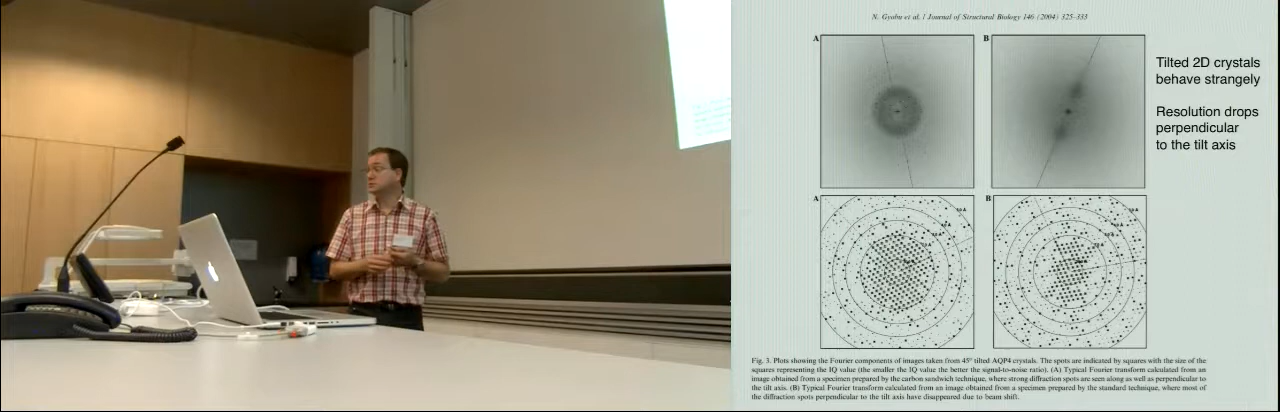 N. Gyobu et al. / Journal of Structural Biology 146 (2004) 325–333
A
B
Tilted 2D crystals
behave strangely
Resolution drops
perpendicular
to the tilt axis
A
B
Fig. 3. Plots showing the Fourier components of images taken from 45° tilted AQP4 crystals. The spots are indicated by squares with the size of the
squares representing the IQ value (the smaller the IQ value the better the signal-to-noise ratio). (A) Typical Fourier transform calculated from an
image obtained from a specimen prepared by the carbon sandwich technique, where strong diffraction spots are seen along as well as perpendicular to
the tilt axis. (B) Typical Fourier transform calculated from an image obtained from a specimen prepared by the standard technique, where most of
the diffraction spots perpendicular to the tilt axis have disappeared due to beam shift.